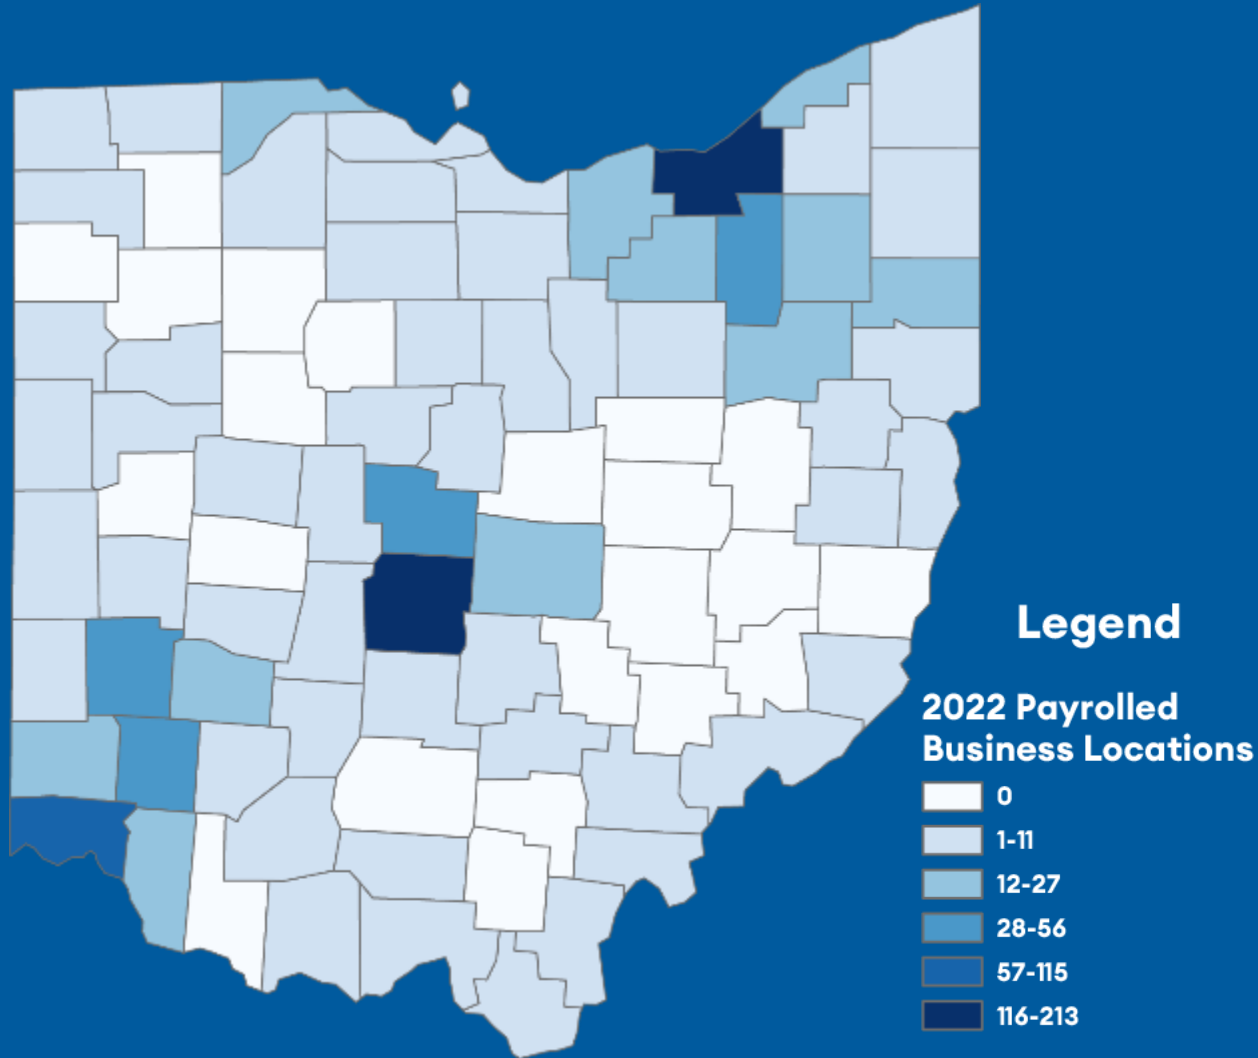 Legend
2022 Payrolled
Business Locations
0
1-11
12-27
28-56
57-115
116-213